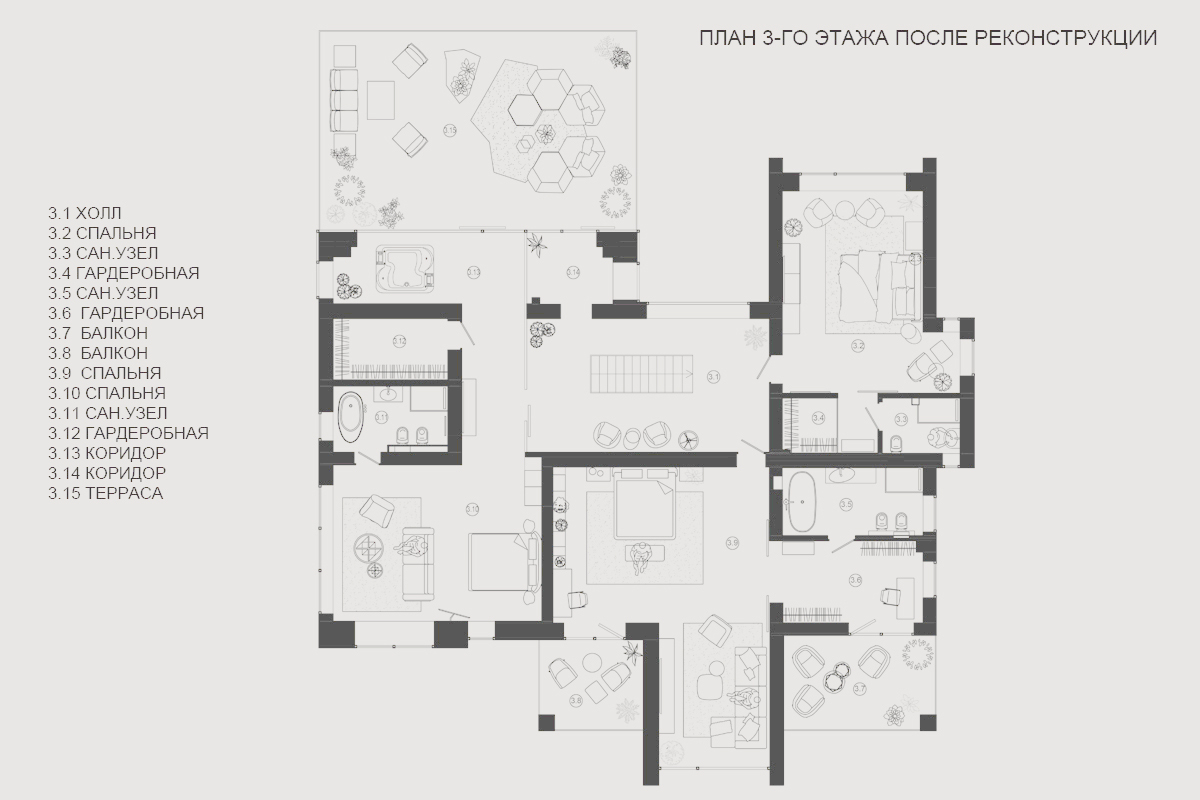 ПЛАН 3-ГО ЭТАЖА ПОСЛЕ РЕКОНСТРУКЦИИ
3.1 ХОЛЛ
3.2 СПАЛЬНЯ
3.3 САН.УЗЕЛ
3.4 ГАРДЕРОБНАЯ
3.5 САН.УЗЕЛ
3.6 ГАРДЕРОБНАЯ
3.7 БАЛКОН
3.8 БАЛКОН
3.9 СПАЛЬНЯ
3.10 СПАЛЬНЯ
3.11 САН.УЗЕЛ
3.12 ГАРДЕРОБНАЯ
3.13 КОРИДОР
3.14 КОРИДОР
3.15 ТЕРРАСА
3.15
3.13
3.14
3.12
3.2
3.1
3.11
3.4
3.3
3.10
3.5
3.9
3.6
3.7
3.8